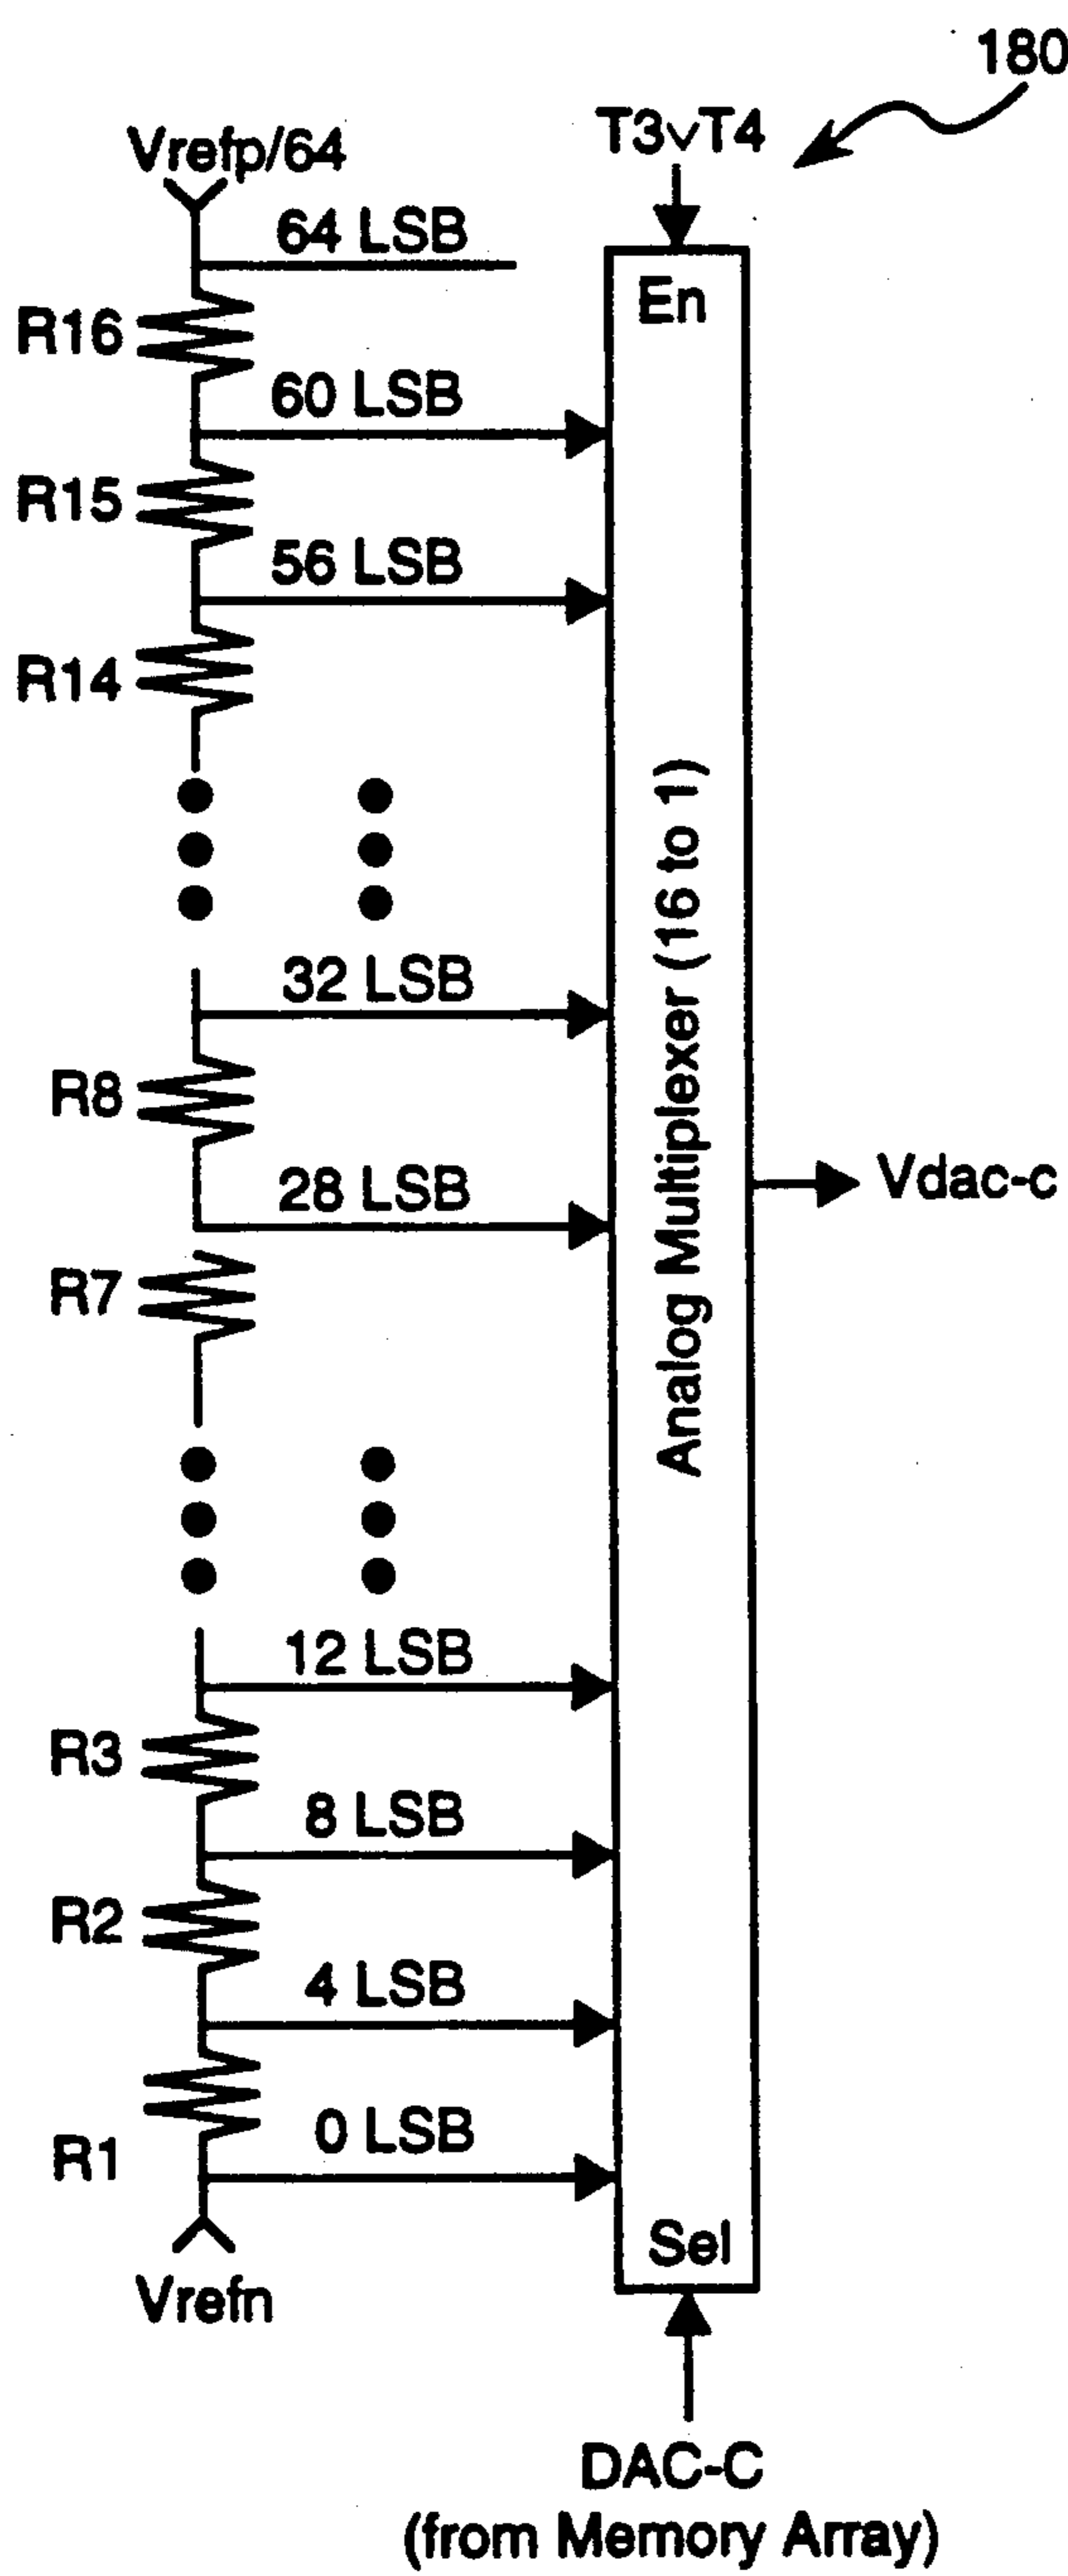 180
Vrefp/64
T3vT4
64 LSB
En
R16
60 LSB
R15
56 LSB
R14
Analog Multiplexer (16 to 1)
32 LSB
R8
Vdac-c
28 LSB
R7
12 LSB
R3
8 LSB
R2
4 LSB
0 LSB
R1
Sel
Vrefn
DAC-C
(from Memory Array)